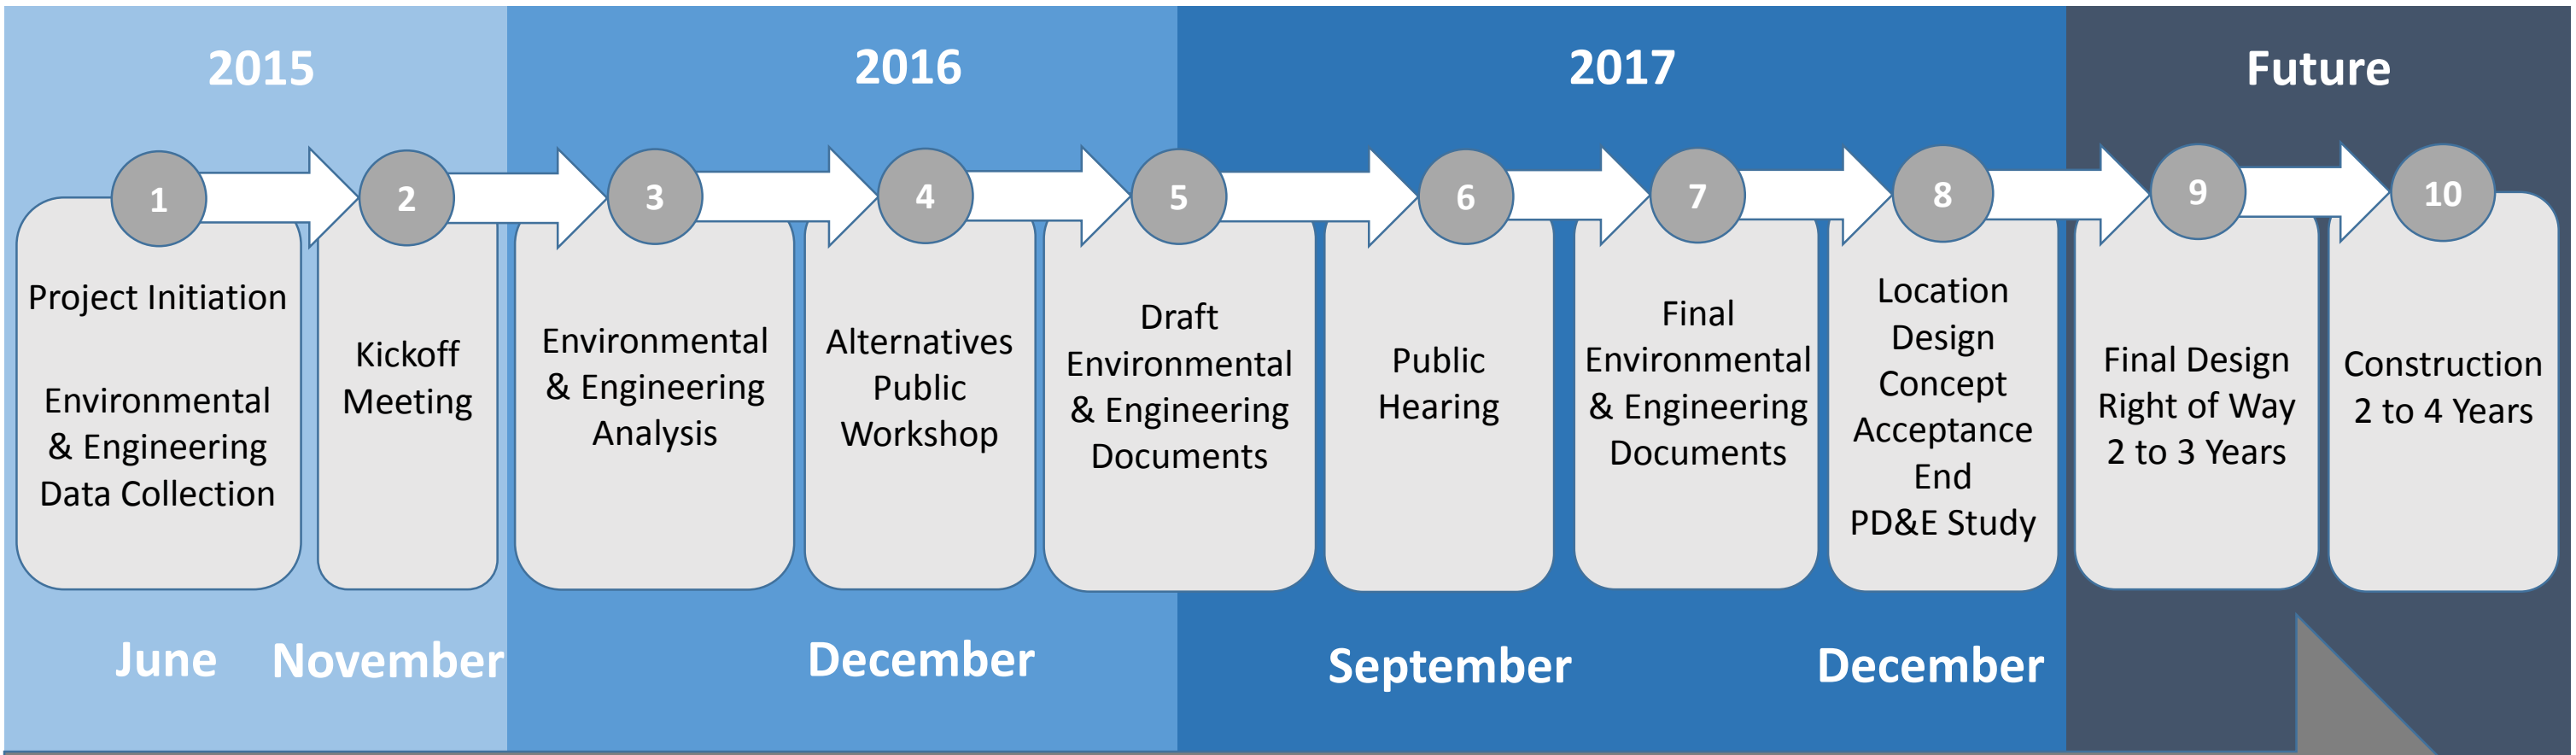 2015
2016
2017
Future
1
2
3
4
5
6
7
8
9
10
Project Initiation
Environmental
& Engineering
Data Collection
Kickoff
Meeting
Environmental
& Engineering
Analysis
Alternatives
Public
Workshop
Draft
Environmental
& Engineering
Documents
Public
Hearing
Final
Environmental
& Engineering
Documents
Location
Design
Concept
Acceptance
End
PD&E Study
Final Design
Right of Way
2 to 3 Years
Construction
2 to 4 Years
June
November
December
September
December